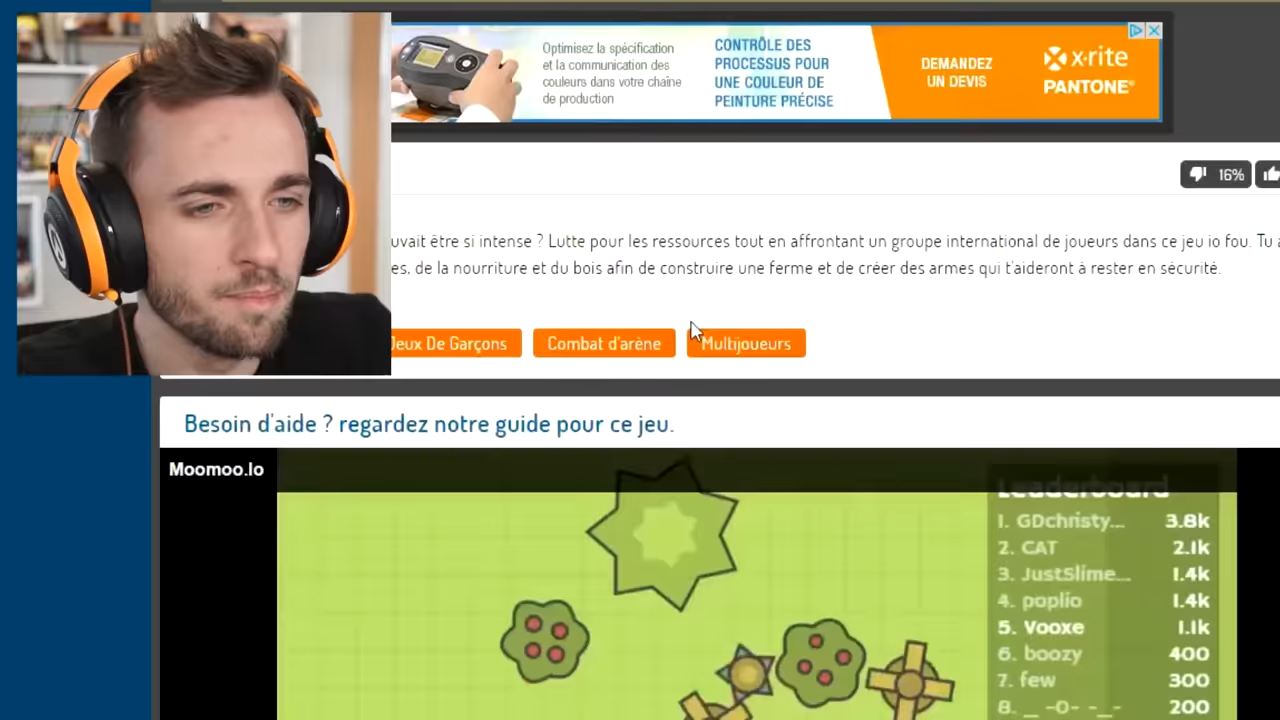 Optimisez la spécification
et la communication des
couleurs dans votre chaîne
de production
CONTRÔLE DES
PROCESSUS POUR
UNE COULEUR DE
PEINTURE PRÉCISE
DEMANDEZ
UN DEVIS
x·rite
PANTONE®
16%
uvait être si intense ? Lutte pour les ressources tout en affrontant un groupe international de joueurs dans ce jeu io fou. Tu
es, de la nourriture et du bois afin de construire une ferme et de créer des armes qui t'aideront à rester en sécurité.
Jeux De Garçons
Combat d'arène
Multijoueurs
Besoin d'aide ? regardez notre guide pour ce jeu.
Moomoo.Io
Leaderboard
1. GDchristy... 3.8k
2. CAT 2.1k
3. JustSlime... 1.4k
4. poplio 1.4k
5. Vooxe 1.1k
6. boozy 400
7. few 300
8. _ -0- -_- 200